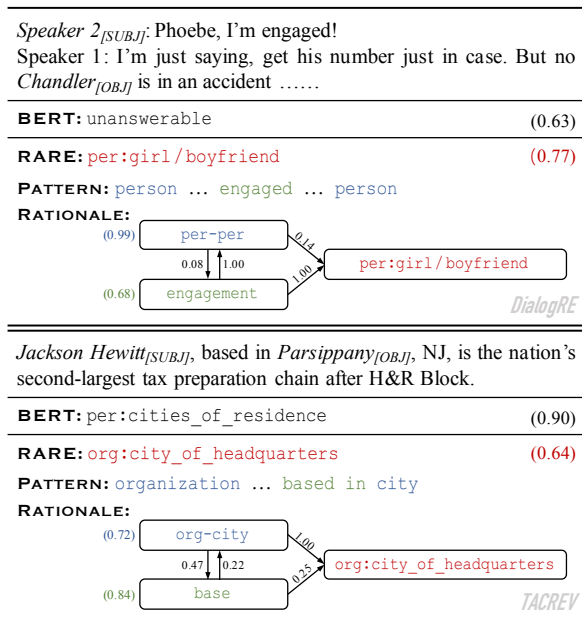 Speaker 2[SUBJ]: Phoebe, I'm engaged!
Speaker 1: I'm just saying, get his number just in case. But no
Chandler[OBJ] is in an accident ……
BERT: unanswerable (0.63)
RARE: per:girl/boyfriend (0.77)
PATTERN: person ... engaged ... person
RATIONALE:
(0.99) per-per 0.14
0.08 1.00 per:girl/boyfriend
(0.68) engagement 1.00
DialogRE
Jackson Hewitt[SUBJ], based in Parsippany[OBJ], NJ, is the nation's
second-largest tax preparation chain after H&R Block.
BERT: per:cities_of_residence (0.90)
RARE: org:city_of_headquarters (0.64)
PATTERN: organization ... based in city
RATIONALE:
(0.72) org-city 1.00
0.47 0.22 org:city_of_headquarters
(0.84) base 0.25
TACREV